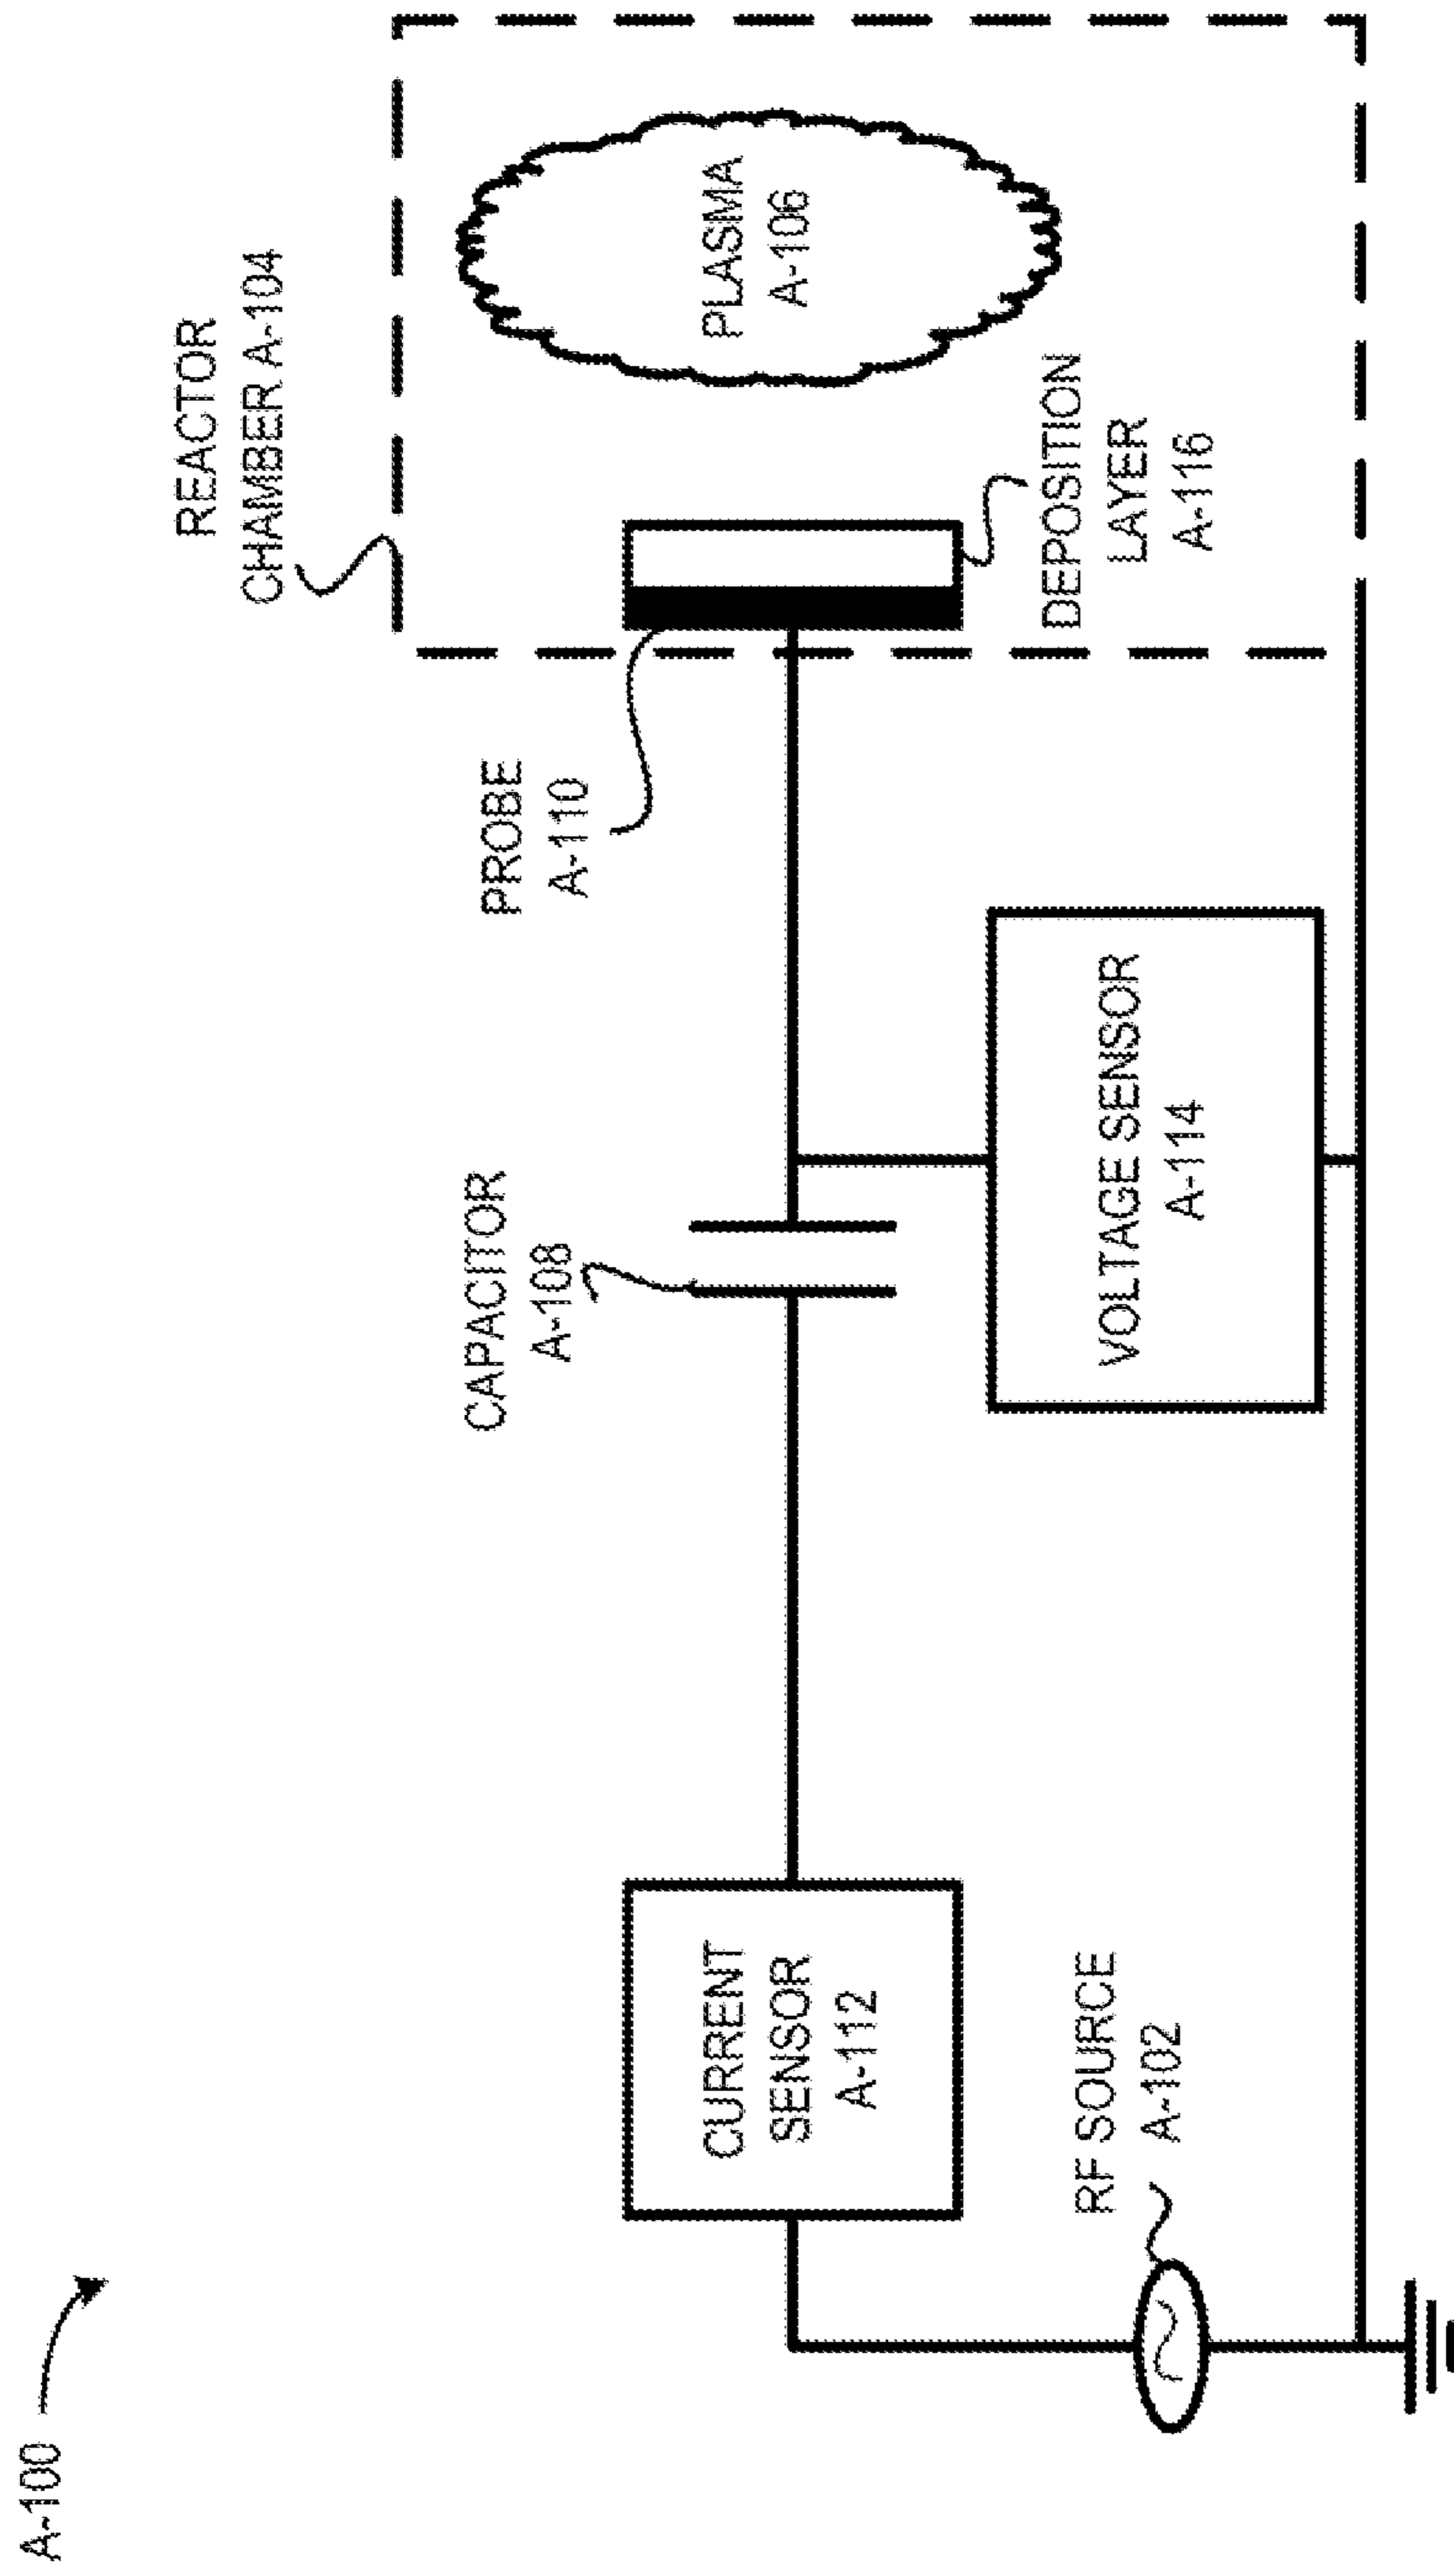 A-100
REACTOR
CHAMBER A-104
PLASMA
A-106
PROBE
A-110
DEPOSITION
LAYER
A-116
CAPACITOR
A-108
VOLTAGE SENSOR
A-114
CURRENT
SENSOR
A-112
RF SOURCE
A-102